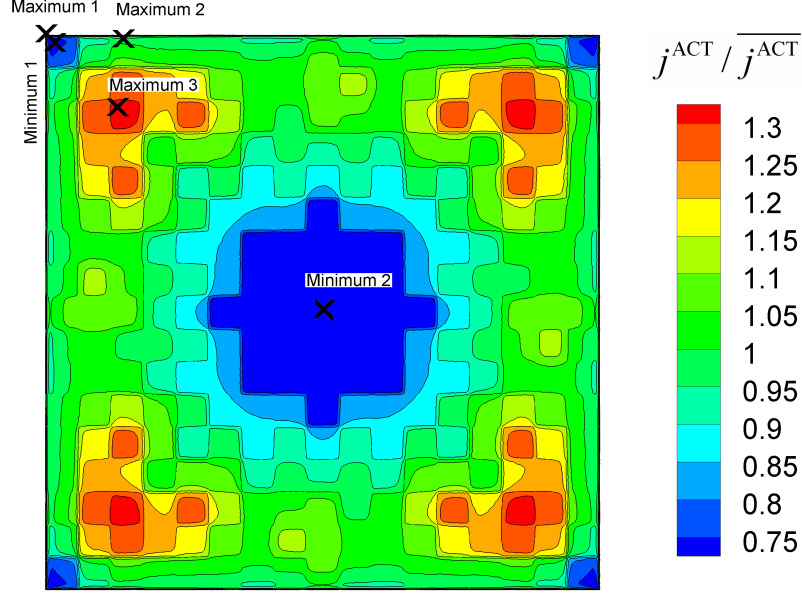 Maximum 1
Maximum 2
Minimum 1
Maximum 3
Minimum 2
j^ACT / \overline{j^ACT}
1.3
1.25
1.2
1.15
1.1
1.05
1
0.95
0.9
0.85
0.8
0.75